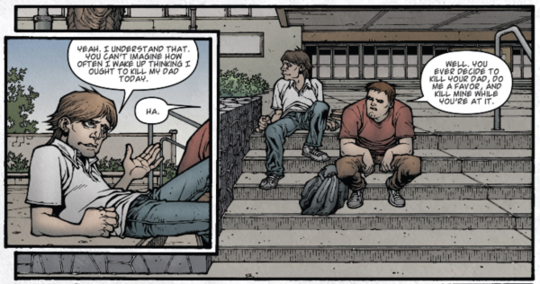 YEAH. I UNDERSTAND THAT.
YOU CAN'T IMAGINE HOW
OFTEN I WAKE UP THINKING I
OUGHT TO KILL MY DAD
TODAY.
HA.
WELL. YOU
EVER DECIDE TO
KILL YOUR DAD, DO
ME A FAVOR, AND
KILL MINE WHILE
YOU'RE AT IT.